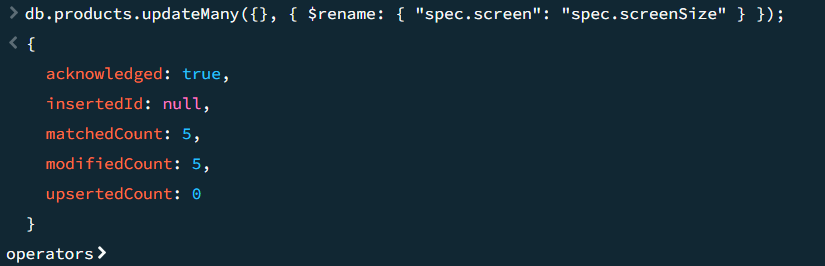 > db.products.updateMany({}, { $rename: { "spec.screen": "spec.screenSize" } });
< {
acknowledged: true,
insertedId: null,
matchedCount: 5,
modifiedCount: 5,
upsertedCount: 0
}
operators>